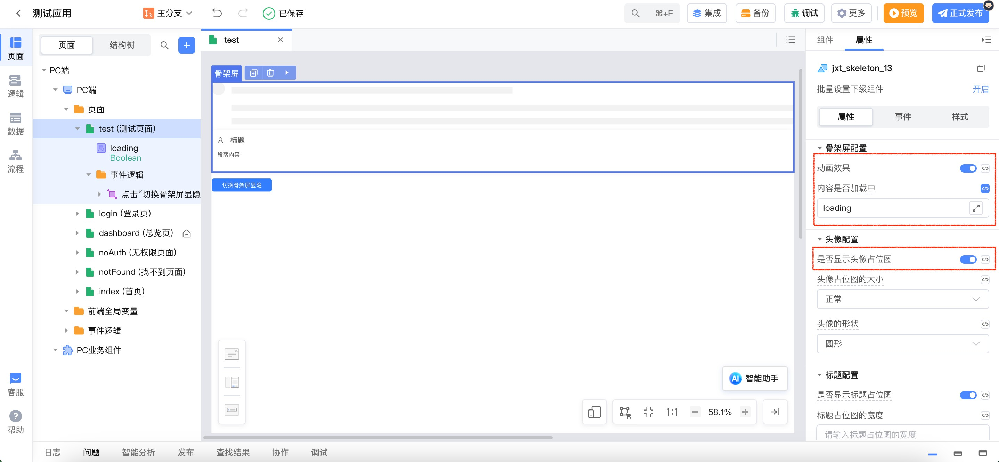 测试应用
主分支
已保存
⌘+F
集成
备份
调试
更多
预览
正式发布
页面
逻辑
数据
流程
客服
帮助
页面
结构树
PC端
PC端
页面
test (测试页面)
局
loading
Boolean
事件逻辑
点击“切换骨架屏显隐
login (登录页)
dashboard (总览页)
noAuth (无权限页面)
notFound (找不到页面)
index (首页)
前端全局变量
事件逻辑
PC业务组件
test
骨架屏
标题
段落内容
切换骨架屏显隐
AI 智能助手
1:1
58.1%
组件
属性
jxt_skeleton_13
批量设置下级组件
开启
属性
事件
样式
骨架屏配置
动画效果
内容是否加载中
loading
头像配置
是否显示头像占位图
头像占位图的大小
正常
头像的形状
圆形
标题配置
是否显示标题占位图
标题占位图的宽度
请输入标题占位图的宽度
日志
问题
智能分析
发布
查找结果
协作
调试